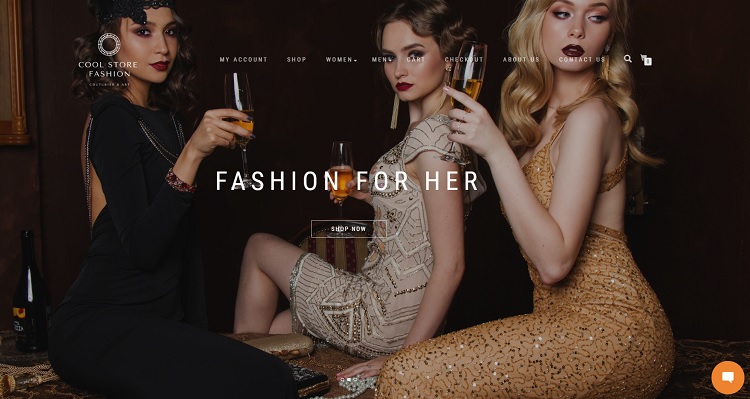 COOL STORE
FASHION
COUTURIER & ART
MY ACCOUNT SHOP WOMEN MEN CART CHECKOUT ABOUT US CONTACT US
0
FASHION FOR HER
SHOP NOW